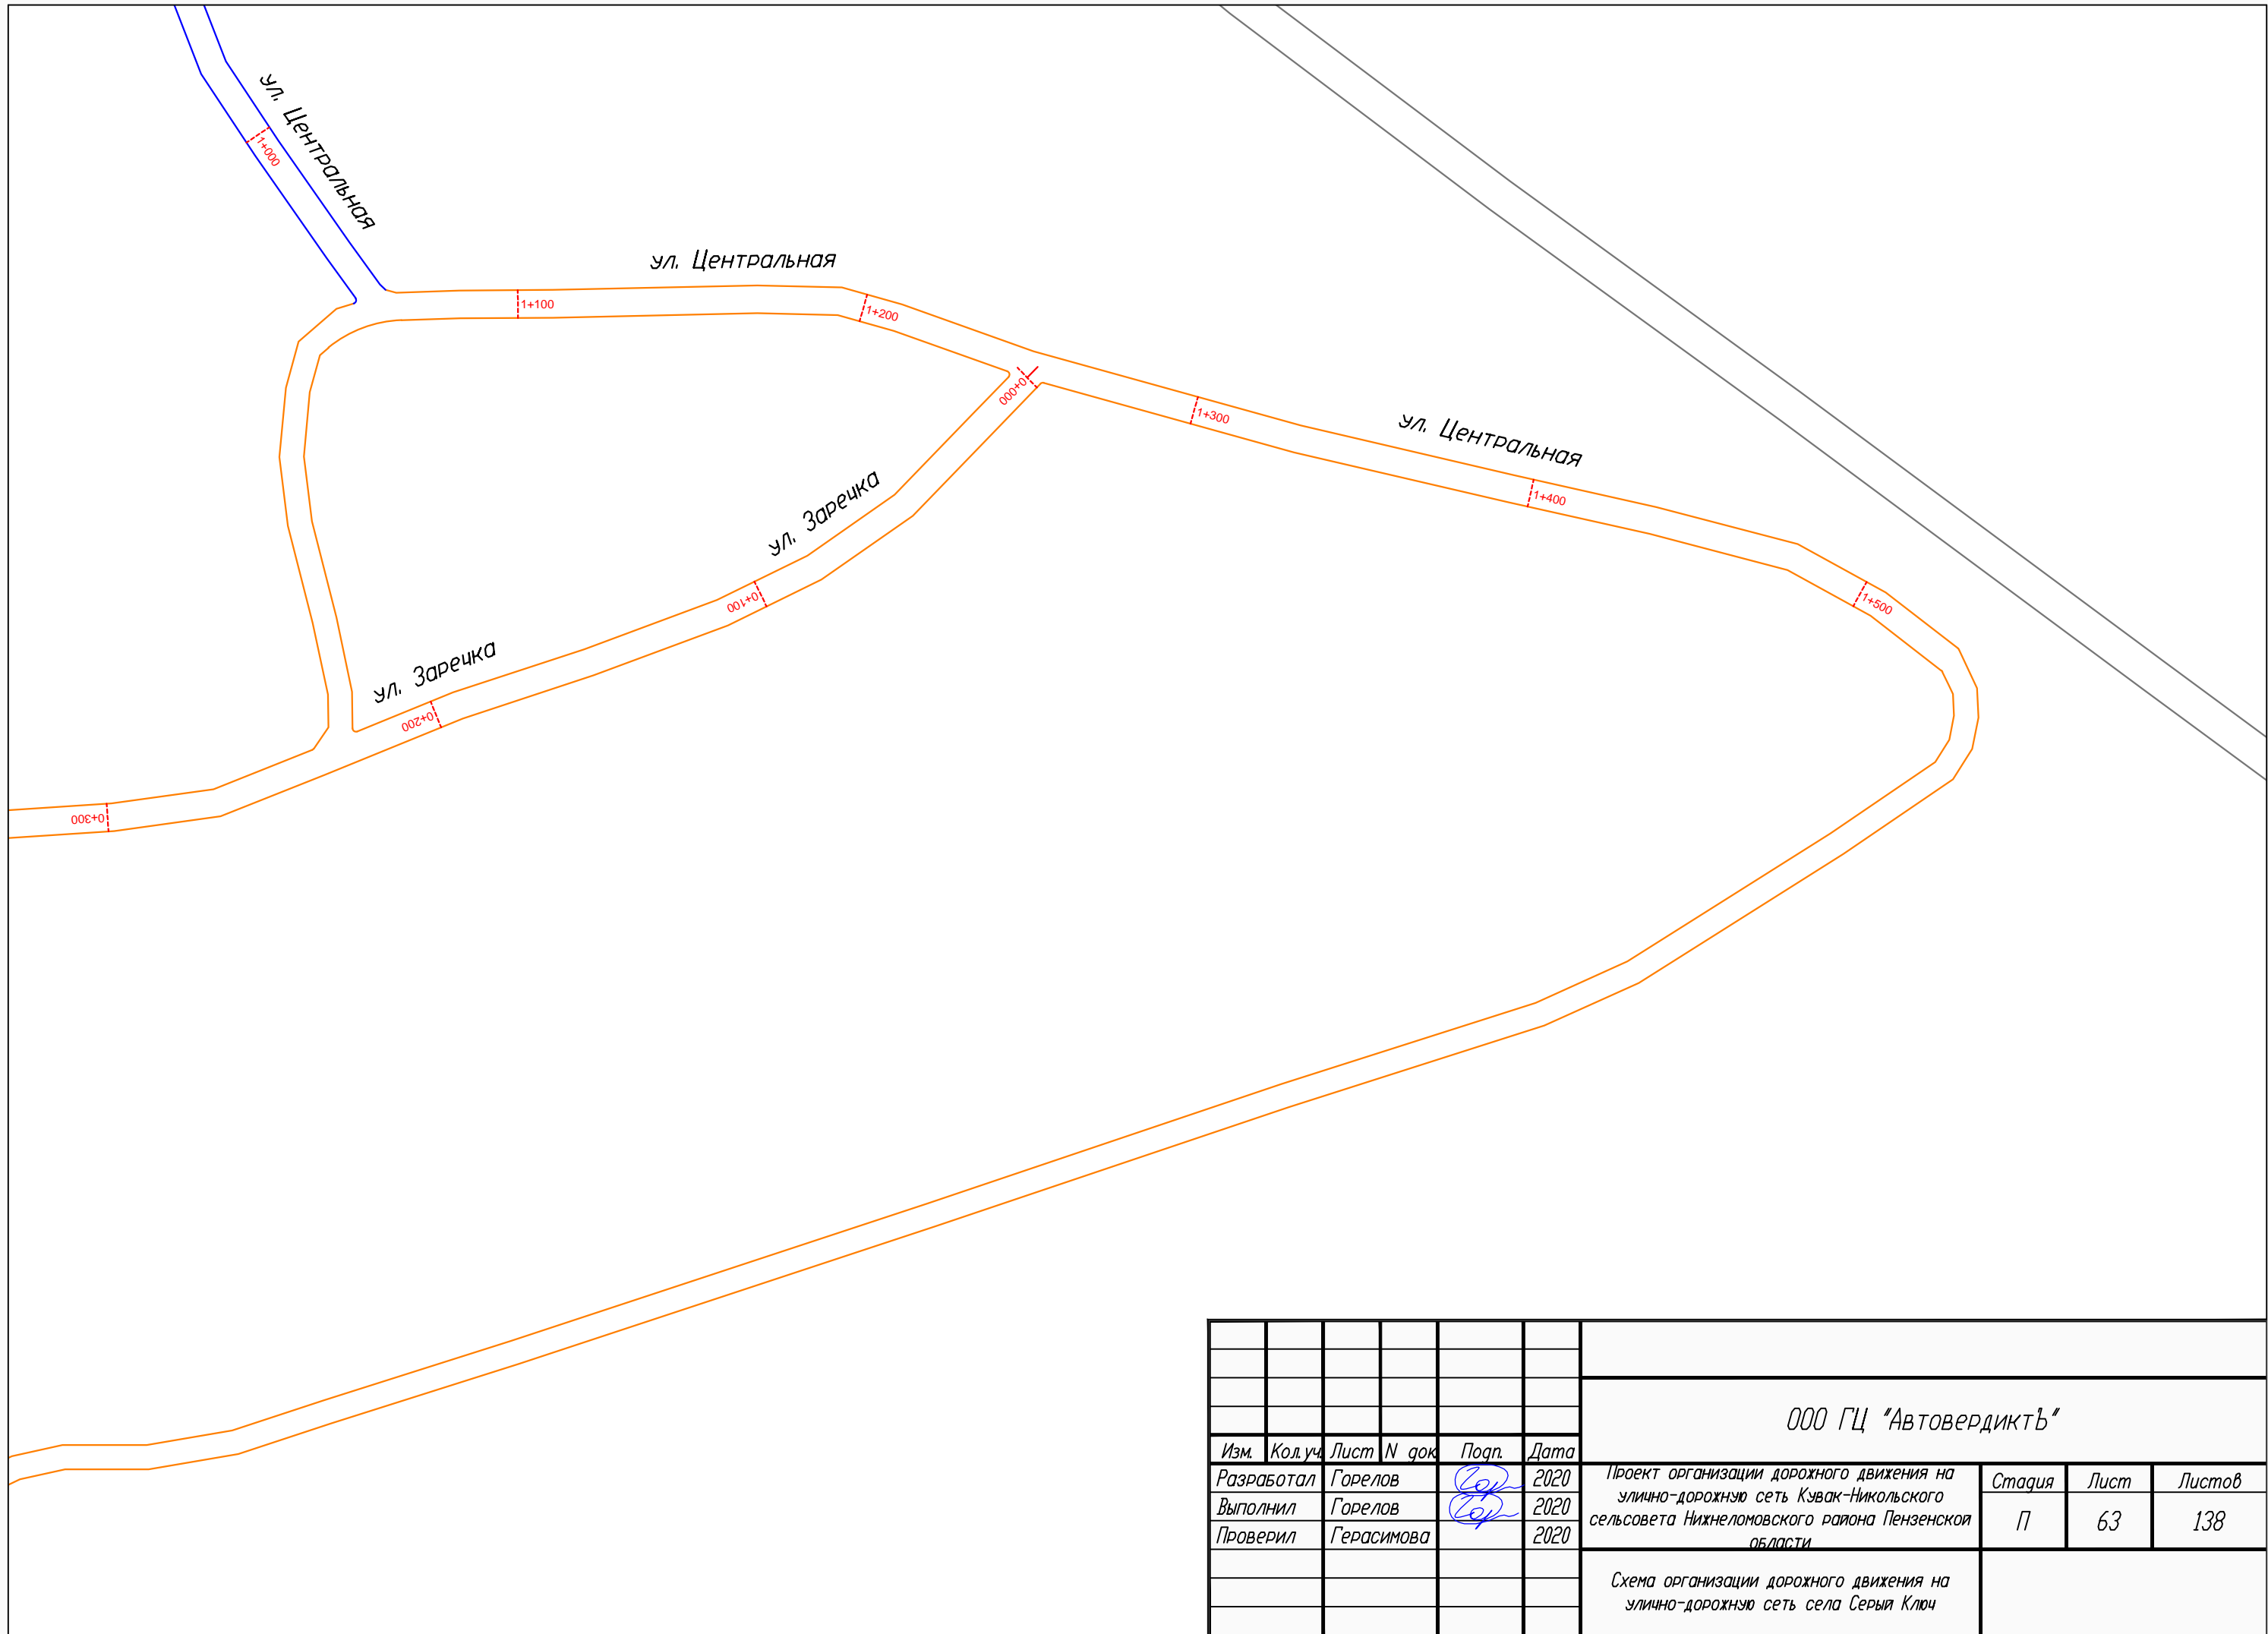 ул. Центральная
1+000
ул. Центральная
1+100
1+200
0+000
1+300
ул. Центральная
1+400
1+500
ул. Заречка
0+100
ул. Заречка
0+200
0+300
ООО ГЦ "АвтовердиктЪ"
Изм. Кол.уч Лист N док Подп. Дата
Разработал Горелов 2020
Выполнил Горелов 2020
Проверил Герасимова 2020
Проект организации дорожного движения на
улично-дорожную сеть Кувак-Никольского
сельсовета Нижнеломовского района Пензенской
области
Стадия Лист Листов
П 63 138
Схема организации дорожного движения на
улично-дорожную сеть села Серый Ключ